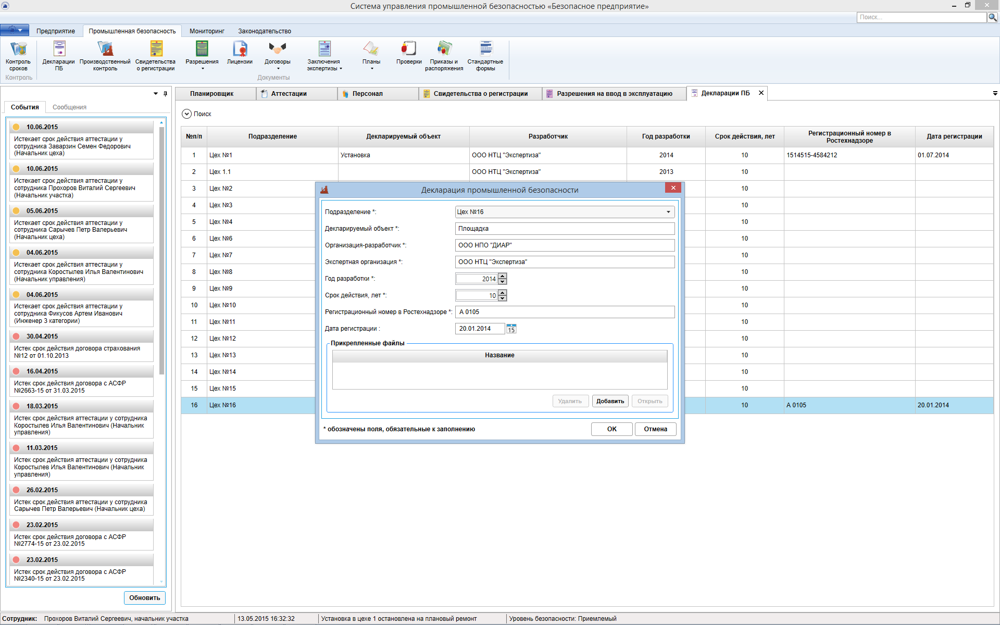 Система управления промышленной безопасностью «Безопасное предприятие»
Поиск...
Предприятие
Промышленная безопасность
Мониторинг
Законодательство
Контроль
сроков
Декларации
ПБ
Производственный
контроль
Свидетельства
о регистрации
Разрешения
Лицензии
Договоры
Заключения
экспертизы
Планы
Проверки
Приказы и
распоряжения
Стандартные
формы
Контроль
Документы
События
Сообщения
10.06.2015
Истекает срок действия аттестации у
сотрудника Заварзин Семен Федорович
(Начальник цеха)
10.06.2015
Истекает срок действия аттестации у
сотрудника Прохоров Виталий Сергеевич
(Начальник участка)
05.06.2015
Истекает срок действия аттестации у
сотрудника Сарычев Петр Валерьевич
(Начальник цеха)
04.06.2015
Истекает срок действия аттестации у
сотрудника Коростылев Илья Валентинович
(Начальник управления)
04.06.2015
Истекает срок действия аттестации у
сотрудника Фикусов Артем Иванович
(Инженер 3 категории)
30.04.2015
Истек срок действия договора страхования
№12 от 01.10.2013
16.04.2015
Истек срок действия договора с АСФР
№2663-15 от 31.03.2015
18.03.2015
Истек срок действия аттестации у сотрудника
Коростылев Илья Валентинович (Начальник
управления)
11.03.2015
Истек срок действия аттестации у сотрудника
Коростылев Илья Валентинович (Начальник
управления)
26.02.2015
Истек срок действия аттестации у сотрудника
Сарычев Петр Валерьевич (Начальник цеха)
23.02.2015
Истек срок действия договора с АСФР
№2774-15 от 23.02.2015
23.02.2015
Истек срок действия договора с АСФР
№2340-15 от 23.02.2015
Обновить
Планировщик
Аттестации
Персонал
Свидетельства о регистрации
Разрешения на ввод в эксплуатацию
Декларации ПБ
Поиск
№п/п Подразделение Декларируемый объект Разработчик Год разработки Срок действия, лет Регистрационный номер в Ростехнадзоре Дата регистрации
1 Цех №1 Установка ООО НТЦ "Экспертиза" 2014 10 1514515-4584212 01.07.2014
2 Цех 1.1 ООО НТЦ "Экспертиза" 2013 10
3 Цех №2 10
4 Цех №3 10
5 Цех №4 10
6 Цех №6 10
7 Цех №7 10
8 Цех №8 10
9 Цех №9 10
10 Цех №10 10
11 Цех №11 10
12 Цех №12 10
13 Цех №13 10
14 Цех №14 10
15 Цех №15 10
16 Цех №16 10 А 0105 20.01.2014
Декларация промышленной безопасности
Подразделение *: Цех №16
Декларируемый объект *: Площадка
Организация-разработчик *: ООО НПО "ДИАР"
Экспертная организация *: ООО НТЦ "Экспертиза"
Год разработки *: 2014
Срок действия, лет *: 10
Регистрационный номер в Ростехнадзоре *: А 0105
Дата регистрации : 20.01.2014 15
Прикрепленные файлы
Название
Удалить Добавить Открыть
* обозначены поля, обязательные к заполнению
ОК Отмена
Сотрудник: Прохоров Виталий Сергеевич, начальник участка 13.05.2015 16:32:32 Установка в цехе 1 остановлена на плановый ремонт Уровень безопасности: Приемлемый